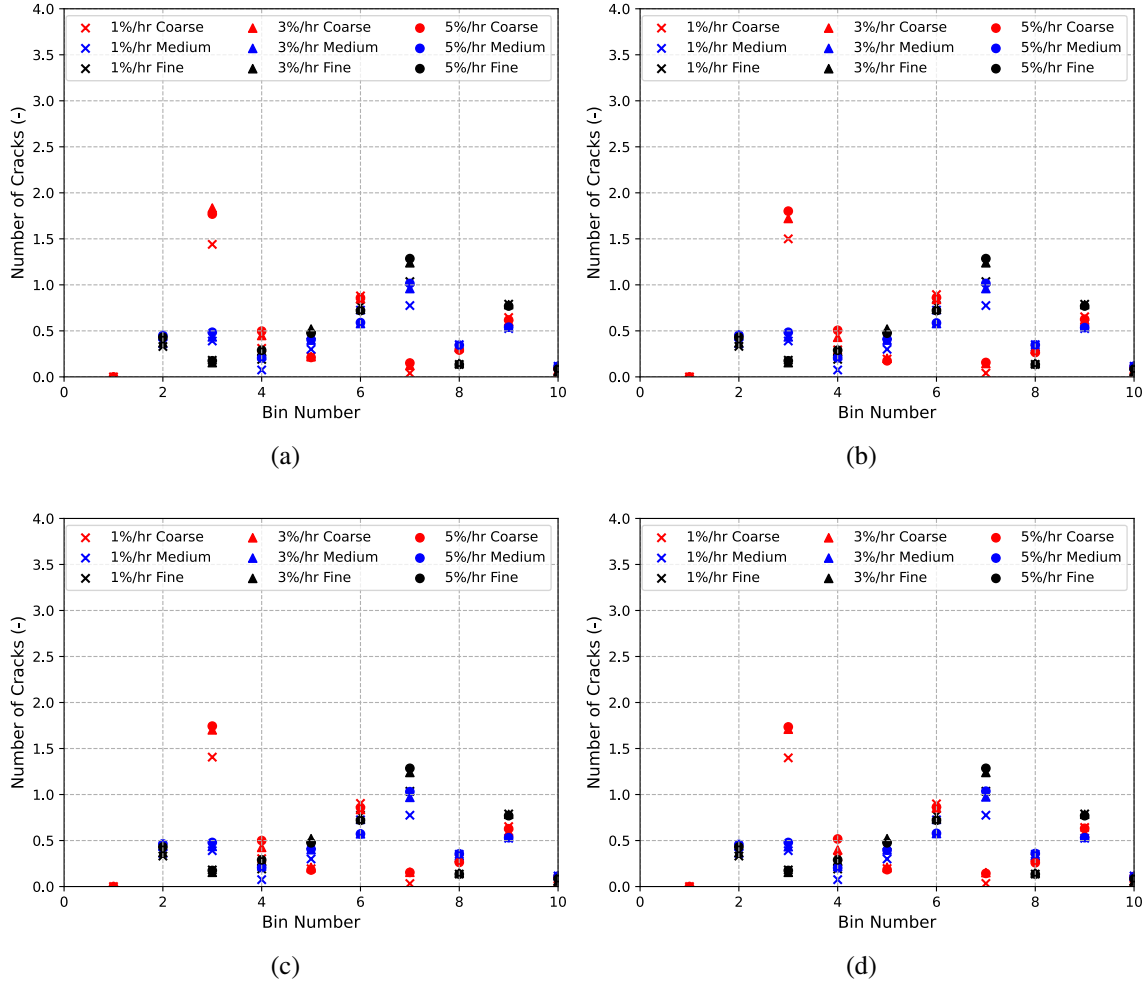 4.0
3.5
3.0
2.5
2.0
1.5
1.0
0.5
0.0
Number of Cracks (-)
1%/hr Coarse 3%/hr Coarse 5%/hr Coarse
1%/hr Medium 3%/hr Medium 5%/hr Medium
1%/hr Fine 3%/hr Fine 5%/hr Fine
0 2 4 6 8 10
Bin Number
(a)
4.0
3.5
3.0
2.5
2.0
1.5
1.0
0.5
0.0
Number of Cracks (-)
1%/hr Coarse 3%/hr Coarse 5%/hr Coarse
1%/hr Medium 3%/hr Medium 5%/hr Medium
1%/hr Fine 3%/hr Fine 5%/hr Fine
0 2 4 6 8 10
Bin Number
(b)
4.0
3.5
3.0
2.5
2.0
1.5
1.0
0.5
0.0
Number of Cracks (-)
1%/hr Coarse 3%/hr Coarse 5%/hr Coarse
1%/hr Medium 3%/hr Medium 5%/hr Medium
1%/hr Fine 3%/hr Fine 5%/hr Fine
0 2 4 6 8 10
Bin Number
(c)
4.0
3.5
3.0
2.5
2.0
1.5
1.0
0.5
0.0
Number of Cracks (-)
1%/hr Coarse 3%/hr Coarse 5%/hr Coarse
1%/hr Medium 3%/hr Medium 5%/hr Medium
1%/hr Fine 3%/hr Fine 5%/hr Fine
0 2 4 6 8 10
Bin Number
(d)